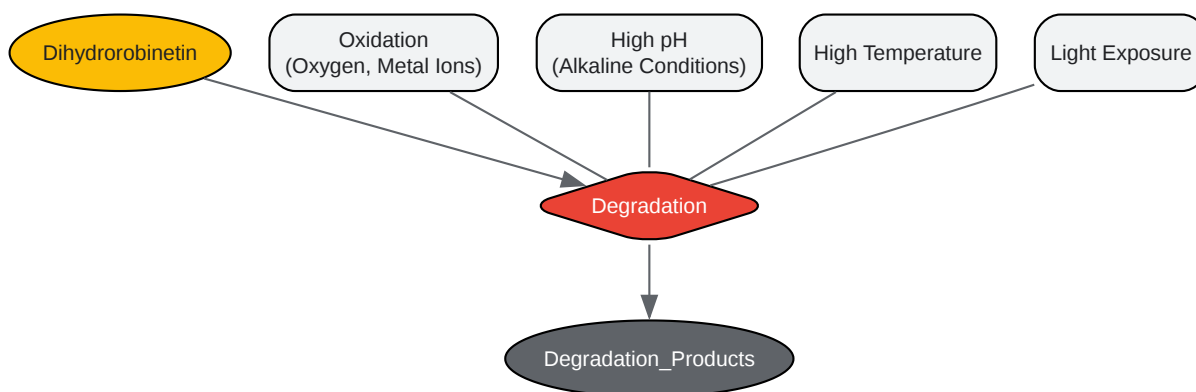 Dihydrorobinetin
Oxidation
(Oxygen, Metal Ions)
High pH
(Alkaline Conditions)
High Temperature
Light Exposure
Degradation
Degradation_Products